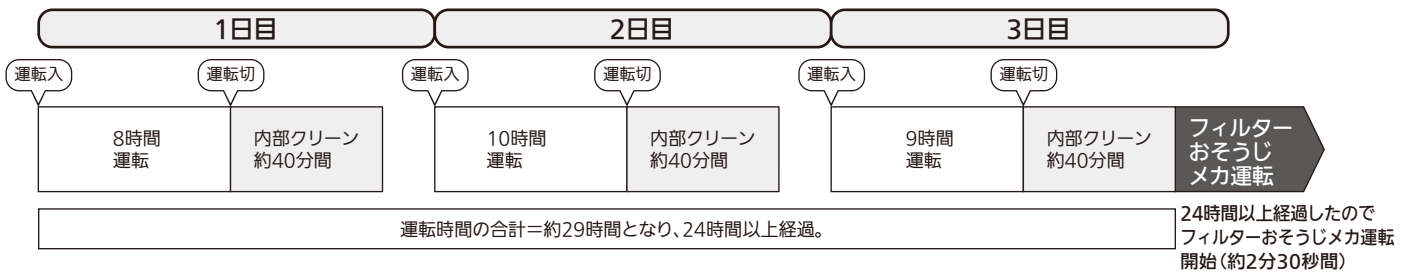 1日目
2日目
3日目
運転入
運転切
運転入
運転切
運転入
運転切
8時間
運転
内部クリーン
約40分間
10時間
運転
内部クリーン
約40分間
9時間
運転
内部クリーン
約40分間
フィルター
おそうじ
メカ運転
運転時間の合計＝約29時間となり、24時間以上経過。
24時間以上経過したので
フィルターおそうじメカ運転
開始（約2分30秒間）